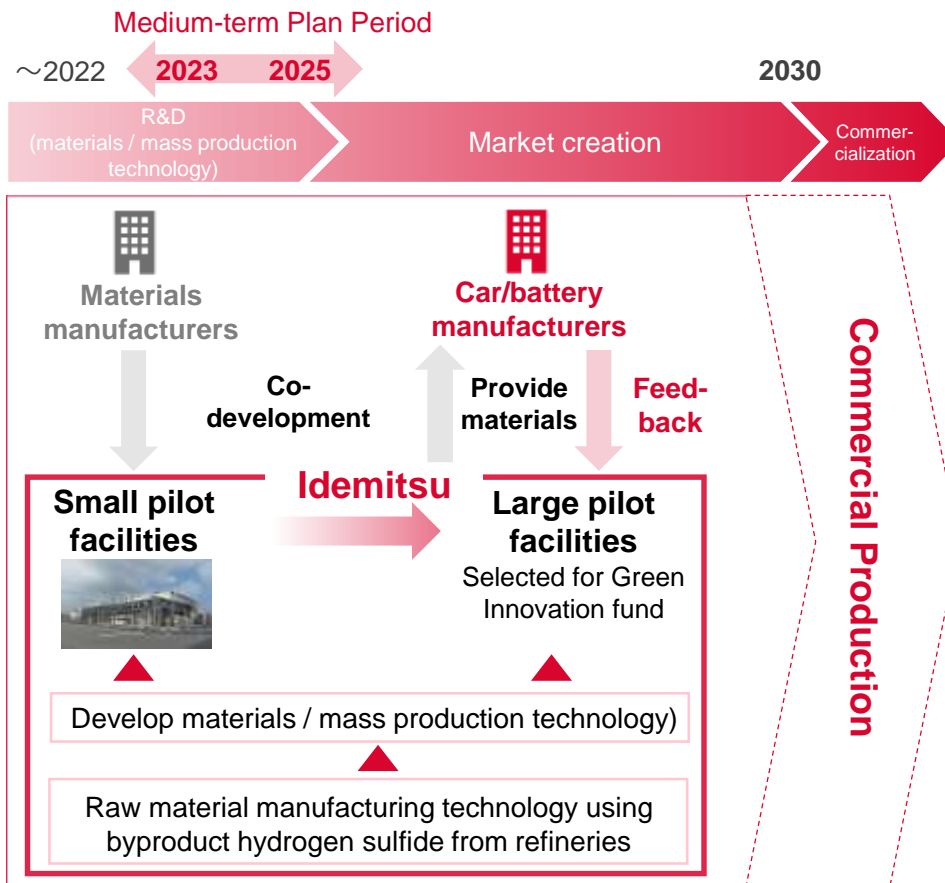 Medium-term Plan Period
～2022
2023
2025
2030
R&D
(materials / mass production
technology)
Market creation
Commer-
cialization
Materials
manufacturers
Car/battery
manufacturers
Co-
development
Provide
materials
Feed-
back
Idemitsu
Small pilot
facilities
Large pilot
facilities
Selected for Green
Innovation fund
Develop materials / mass production technology)
Raw material manufacturing technology using
byproduct hydrogen sulfide from refineries
Commercial Production